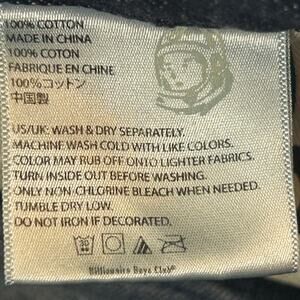 100% COTTON
MADE IN CHINA
100% COTON
FABRIQUE EN CHINE
100%コットン
中国製
US/UK: WASH & DRY SEPARATELY.
MACHINE WASH COLD WITH LIKE COLORS.
COLOR MAY RUB OFF ONTO LIGHTER FABRICS.
TURN INSIDE OUT BEFORE WASHING.
ONLY NON-CHLORINE BLEACH WHEN NEEDED.
TUMBLE DRY LOW.
DO NOT IRON IF DECORATED.
30
Billionaire Boys Club®